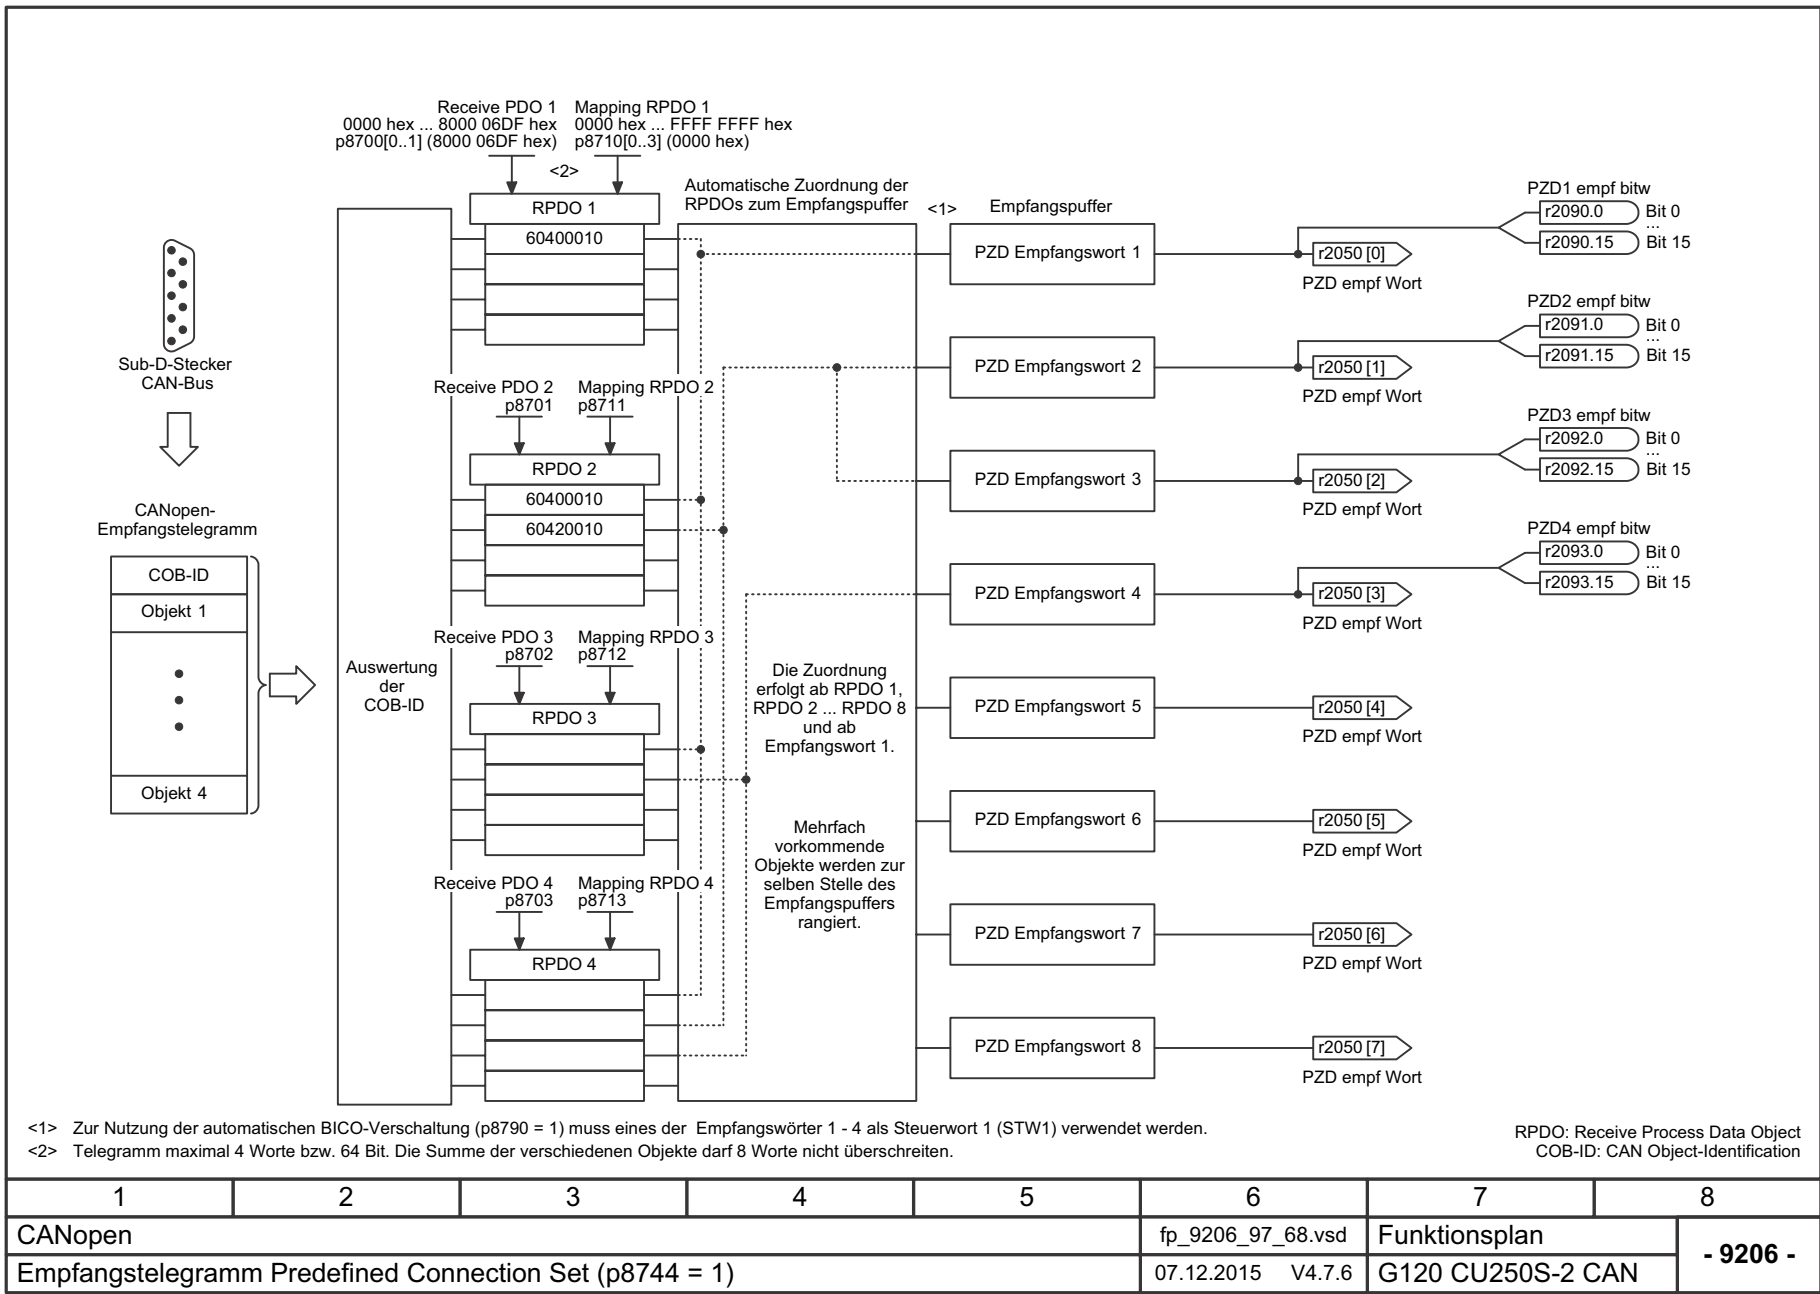 Receive PDO 1
0000 hex ... 8000 06DF hex
p8700[0..1] (8000 06DF hex)
Mapping RPDO 1
0000 hex ... FFFF FFFF hex
p8710[0..3] (0000 hex)
<2>
RPDO 1
60400010
Automatische Zuordnung der
RPDOs zum Empfangspuffer
<1>
Empfangspuffer
PZD Empfangswort 1
r2050 [0]
PZD empf Wort
PZD1 empf bitw
r2090.0
Bit 0
...
r2090.15
Bit 15
Sub-D-Stecker
CAN-Bus
PZD Empfangswort 2
r2050 [1]
PZD empf Wort
PZD2 empf bitw
r2091.0
Bit 0
...
r2091.15
Bit 15
Receive PDO 2
p8701
Mapping RPDO 2
p8711
RPDO 2
60400010
60420010
PZD Empfangswort 3
r2050 [2]
PZD empf Wort
PZD3 empf bitw
r2092.0
Bit 0
...
r2092.15
Bit 15
CANopen-
Empfangstelegramm
COB-ID
Objekt 1
Objekt 4
PZD Empfangswort 4
r2050 [3]
PZD empf Wort
PZD4 empf bitw
r2093.0
Bit 0
...
r2093.15
Bit 15
Auswertung
der
COB-ID
Receive PDO 3
p8702
Mapping RPDO 3
p8712
RPDO 3
Die Zuordnung
erfolgt ab RPDO 1,
RPDO 2 ... RPDO 8
und ab
Empfangswort 1.
PZD Empfangswort 5
r2050 [4]
PZD empf Wort
Mehrfach
vorkommende
Objekte werden zur
selben Stelle des
Empfangspuffers
rangiert.
PZD Empfangswort 6
r2050 [5]
PZD empf Wort
Receive PDO 4
p8703
Mapping RPDO 4
p8713
RPDO 4
PZD Empfangswort 7
r2050 [6]
PZD empf Wort
PZD Empfangswort 8
r2050 [7]
PZD empf Wort
<1> Zur Nutzung der automatischen BICO-Verschaltung (p8790 = 1) muss eines der Empfangswörter 1 - 4 als Steuerwort 1 (STW1) verwendet werden.
<2> Telegramm maximal 4 Worte bzw. 64 Bit. Die Summe der verschiedenen Objekte darf 8 Worte nicht überschreiten.
RPDO: Receive Process Data Object
COB-ID: CAN Object-Identification
1 2 3 4 5 6 7 8
CANopen
fp_9206_97_68.vsd
Funktionsplan
- 9206 -
Empfangstelegramm Predefined Connection Set (p8744 = 1)
07.12.2015 V4.7.6
G120 CU250S-2 CAN